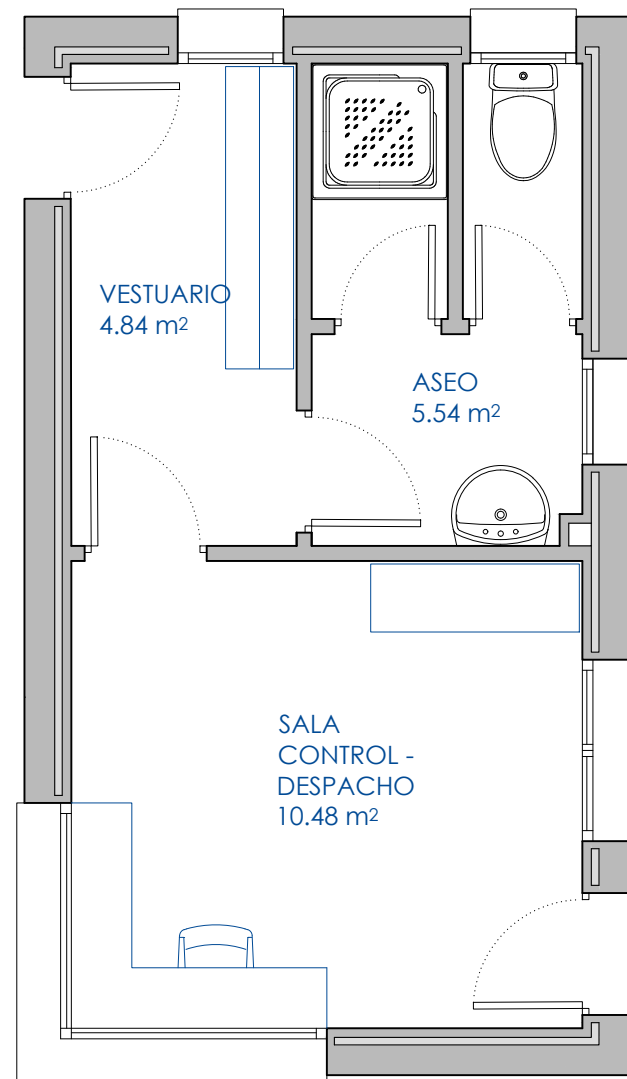 VESTUARIO
4.84 m²
ASEO
5.54 m²
SALA
CONTROL -
DESPACHO
10.48 m²